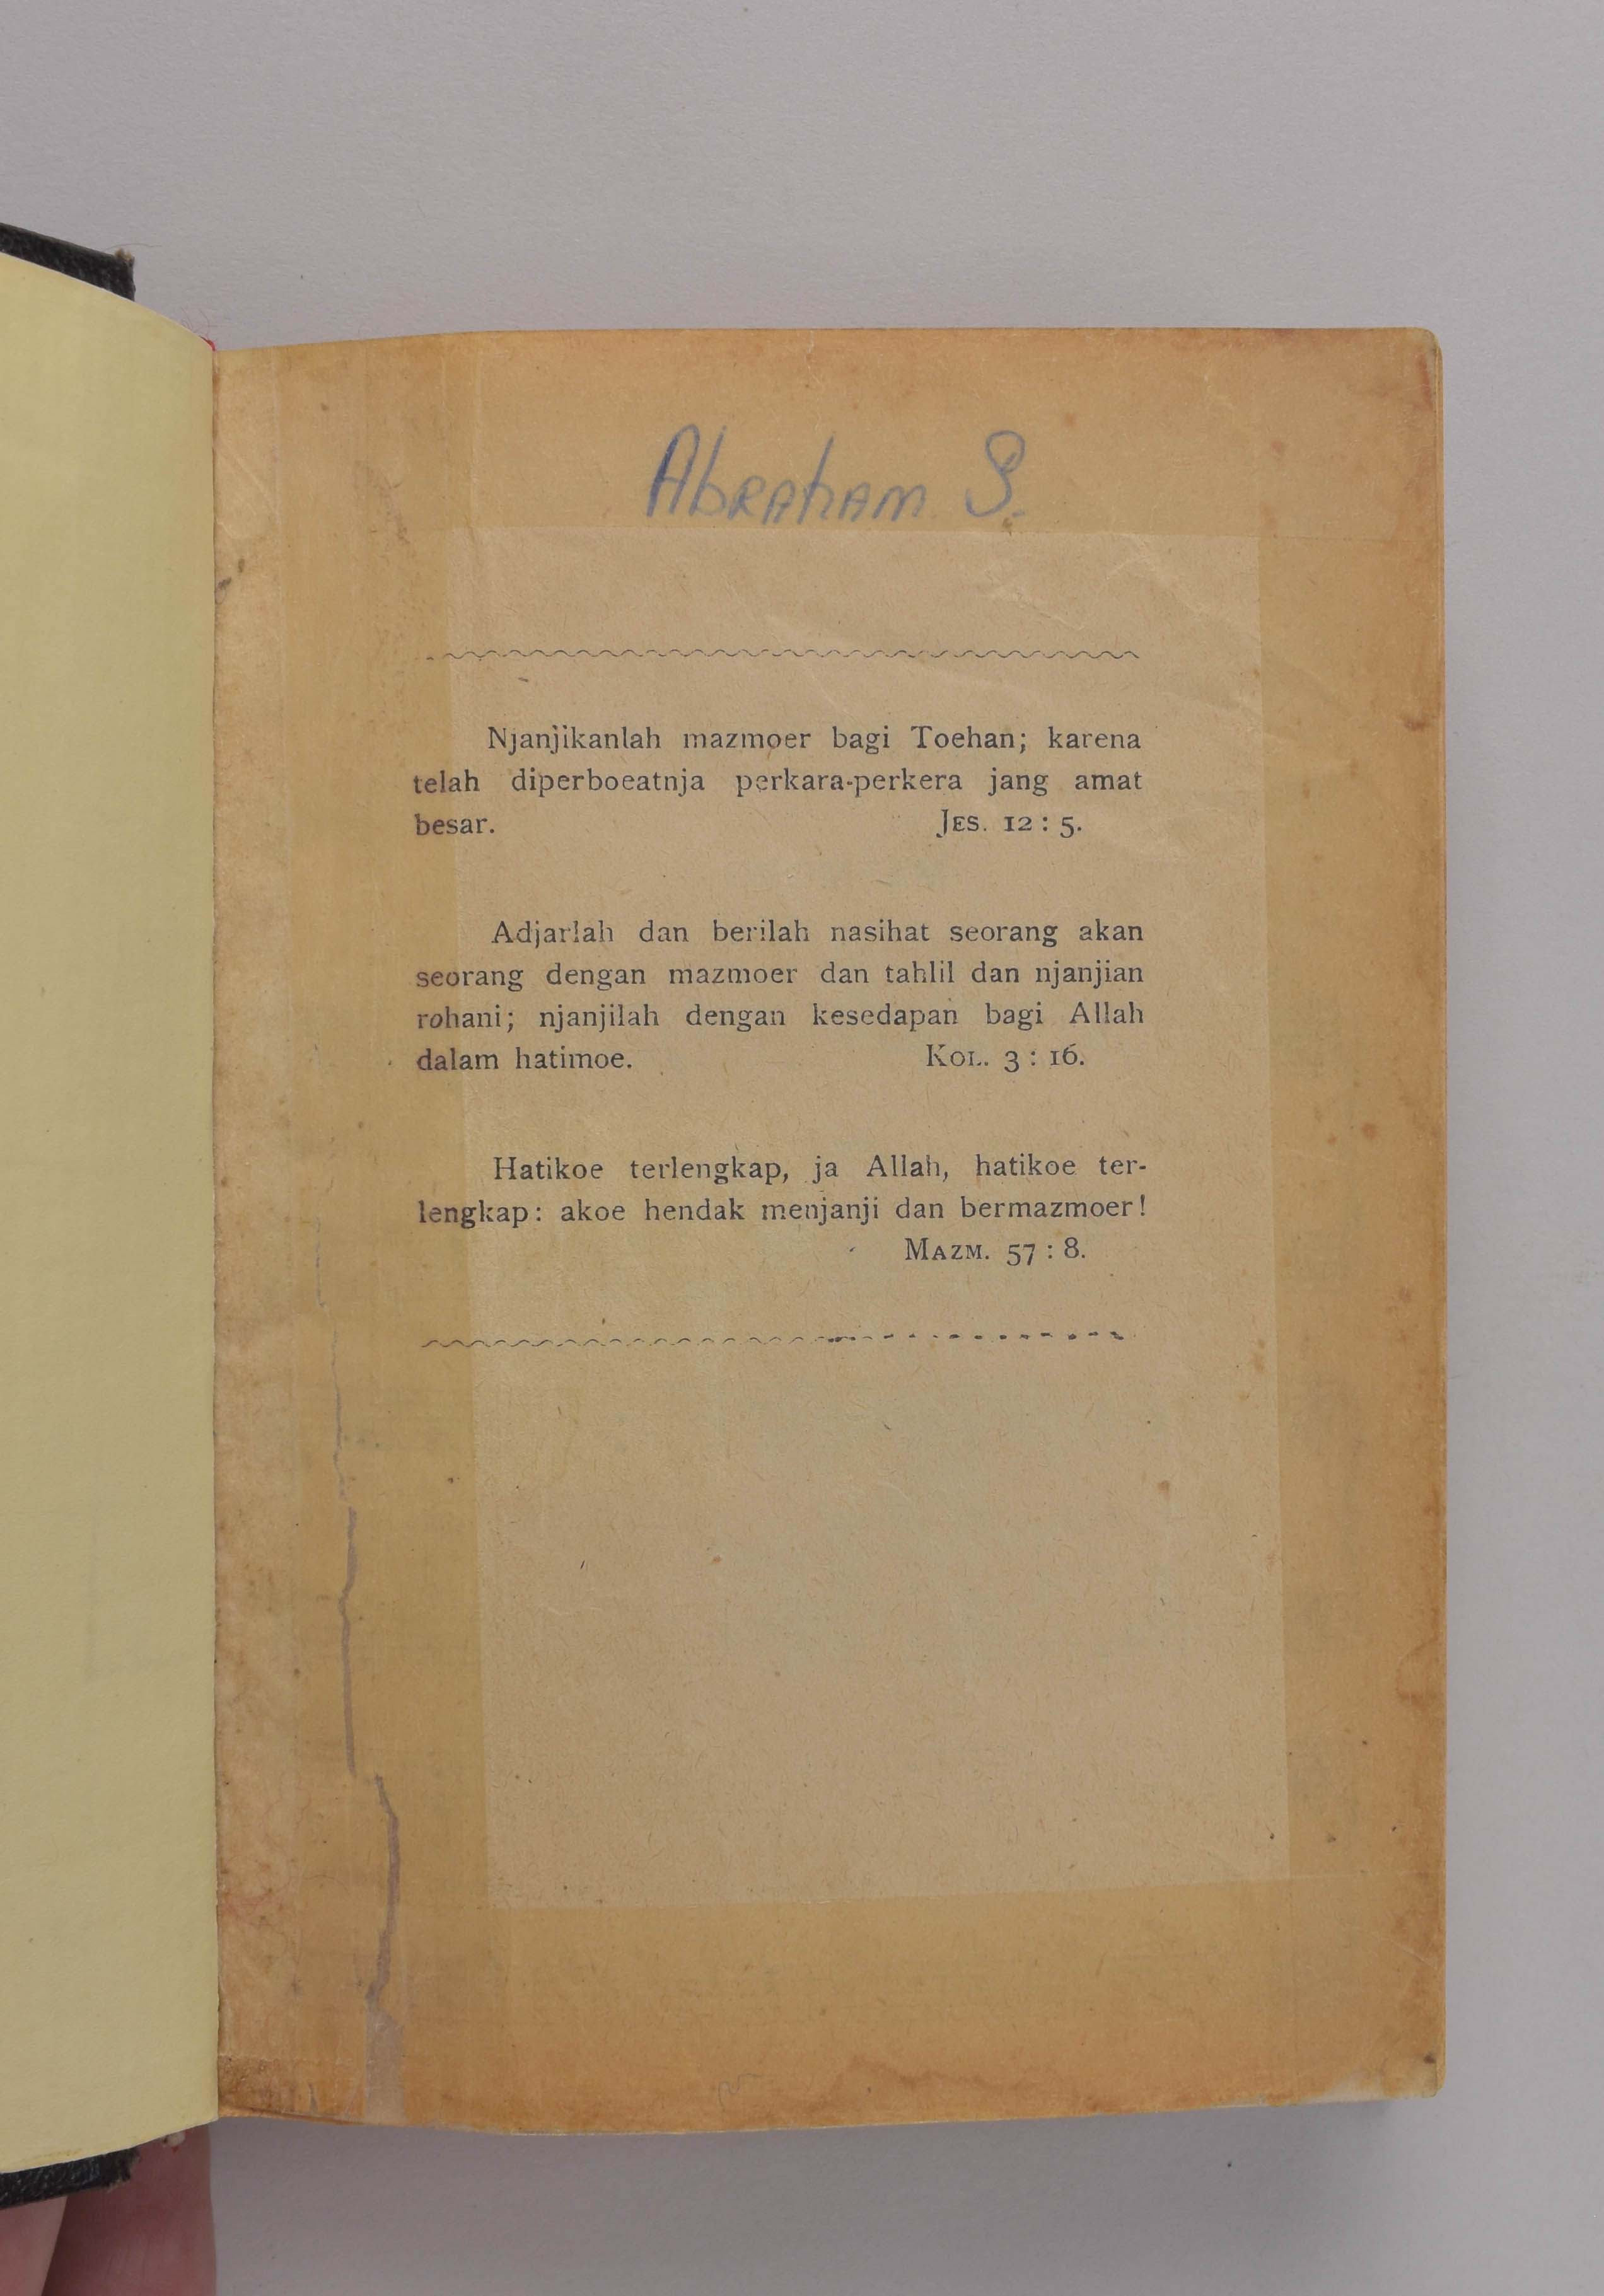 Abraham S.
Njanjikanlah mazmoer bagi Toehan; karena
telah diperboeatnja perkara-perkera jang amat
besar. Jes. 12 : 5.
Adjarlah dan berilah nasihat seorang akan
seorang dengan mazmoer dan tahlil dan njanjian
rohani; njanjilah dengan kesedapan bagi Allah
dalam hatimoe. Kol. 3 : 16.
Hatikoe terlengkap, ja Allah, hatikoe ter-
lengkap: akoe hendak menjanji dan bermazmoer!
Mazm. 57 : 8.